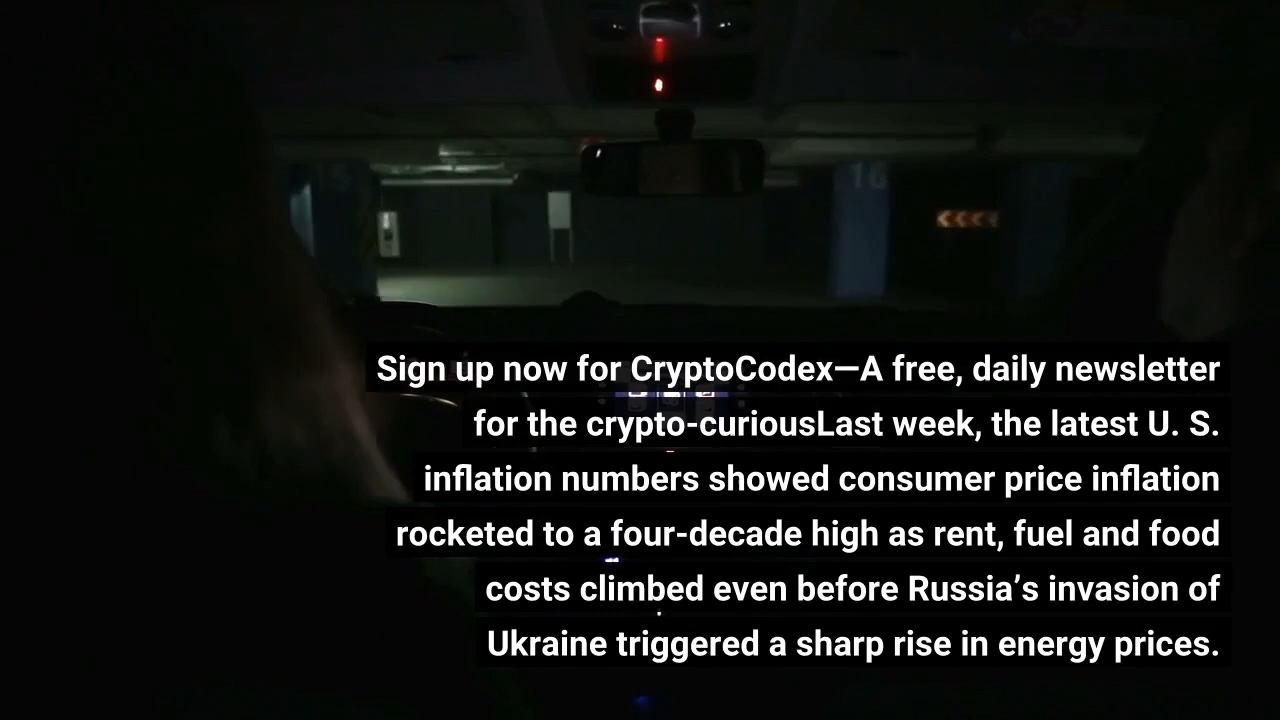 16
Sign up now for CryptoCodex—A free, daily newsletter
for the crypto-curiousLast week, the latest U. S.
inflation numbers showed consumer price inflation
rocketed to a four-decade high as rent, fuel and food
costs climbed even before Russia’s invasion of
Ukraine triggered a sharp rise in energy prices.